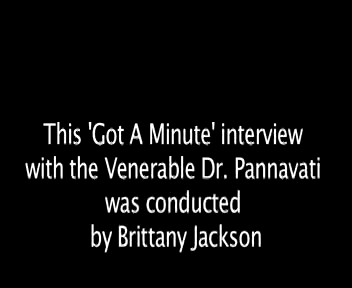 This 'Got A Minute' interview
with the Venerable Dr. Pannavati
was conducted
by Brittany Jackson